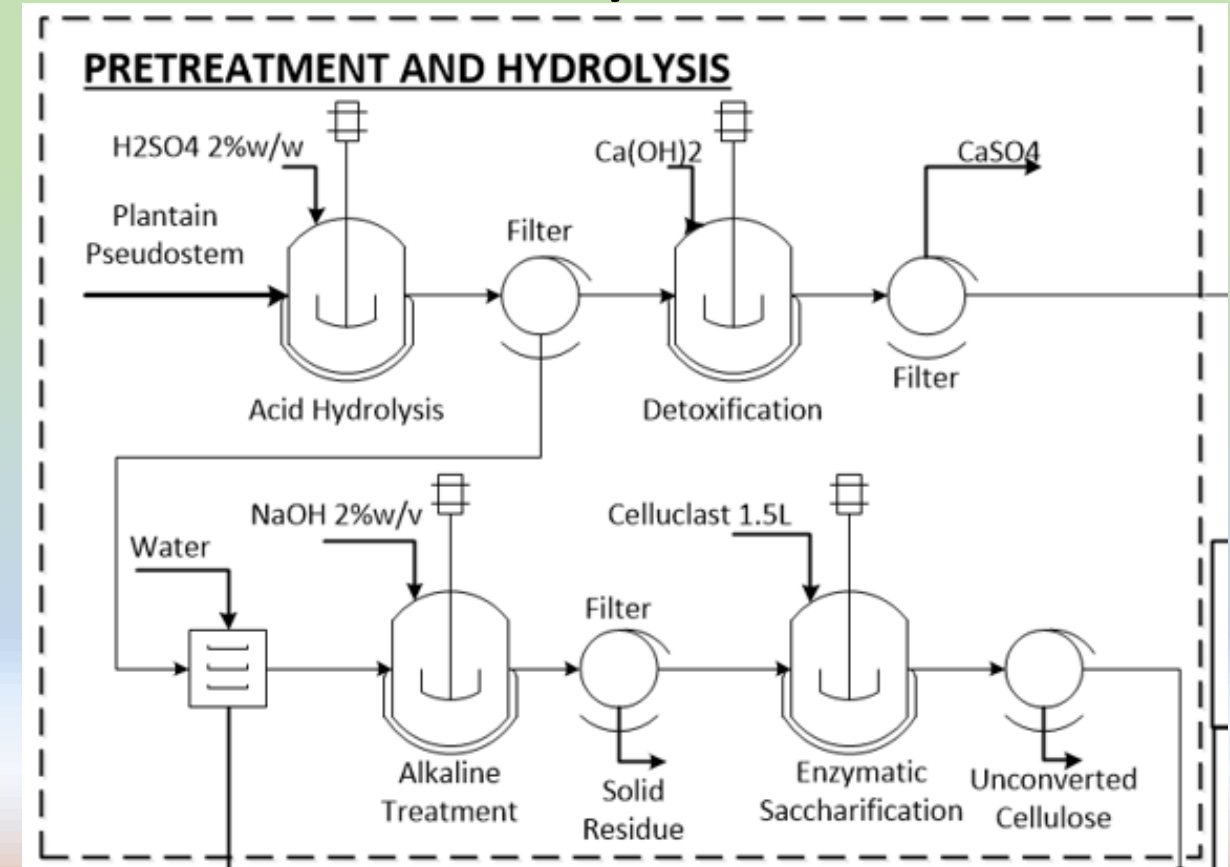 PRETREATMENT AND HYDROLYSIS
H2SO4 2%w/w
Ca(OH)2
CaSO4
Plantain
Pseudostem
Filter
Filter
Acid Hydrolysis
Detoxification
NaOH 2%w/v
Celluclast 1.5L
Water
Filter
Alkaline
Treatment
Solid
Residue
Enzymatic
Saccharification
Unconverted
Cellulose